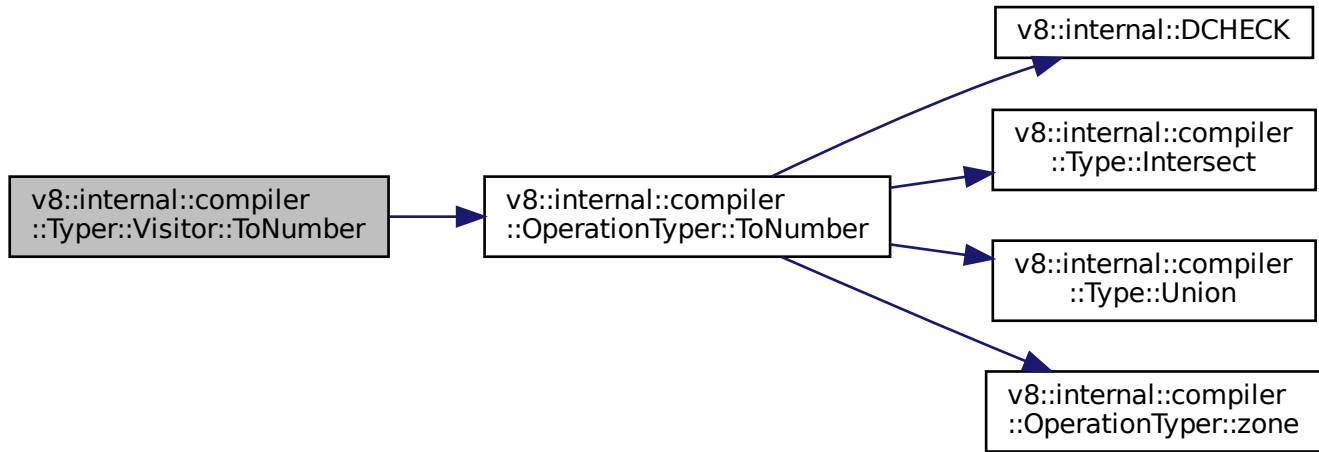 v8::internal::compiler
::Typer::Visitor::ToNumber
v8::internal::compiler
::OperationTyper::ToNumber
v8::internal::DCHECK
v8::internal::compiler
::Type::Intersect
v8::internal::compiler
::Type::Union
v8::internal::compiler
::OperationTyper::zone